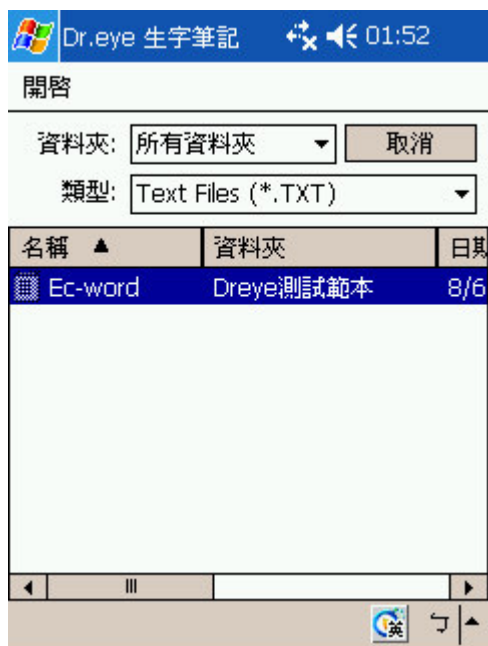 Dr.eye 生字筆記 01:52
開啓
資料夾: 所有資料夾 取消
類型: Text Files (*.TXT)
名稱 資料夾 日期
Ec-word Dreye測試範本 8/6
英 ㄅ